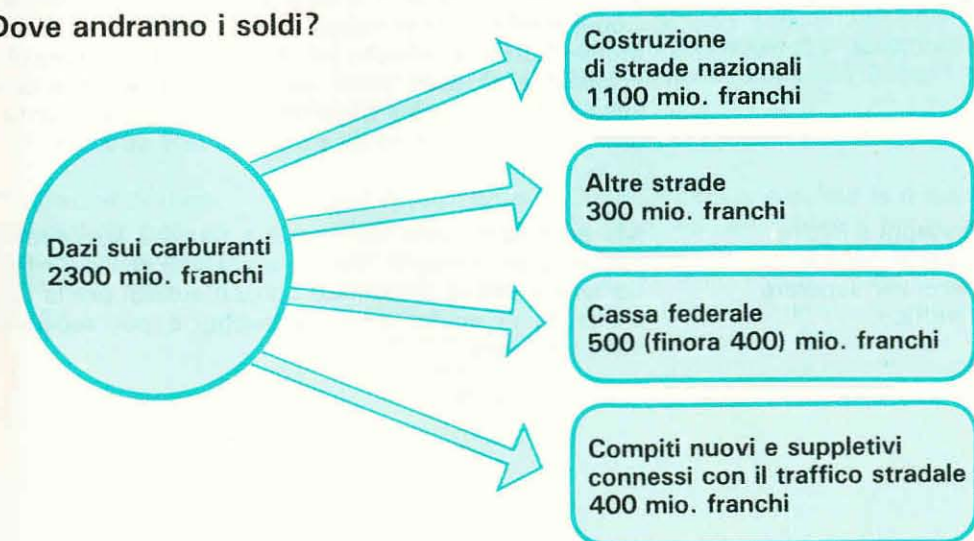 Dove andranno i soldi?
Dazi sui carburanti
2300 mio. franchi
Costruzione
di strade nazionali
1100 mio. franchi
Altre strade
300 mio. franchi
Cassa federale
500 (finora 400) mio. franchi
Compiti nuovi e suppletivi
connessi con il traffico stradale
400 mio. franchi